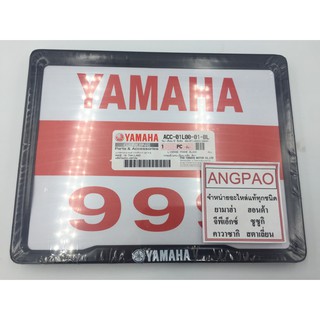 YAMAHA
YAMAHA
ACC-01L00-01-BL
1 PC
Parts & Accessories
ANGPAO
จำหน่ายอะไหล่แท้ทุกชนิด
ยามาฮ่า ฮอนด้า
จีพีเอ็กซ์ ซูซูกิ
คาวาซากิ สตาเลี่ยน
999
YAMAHA